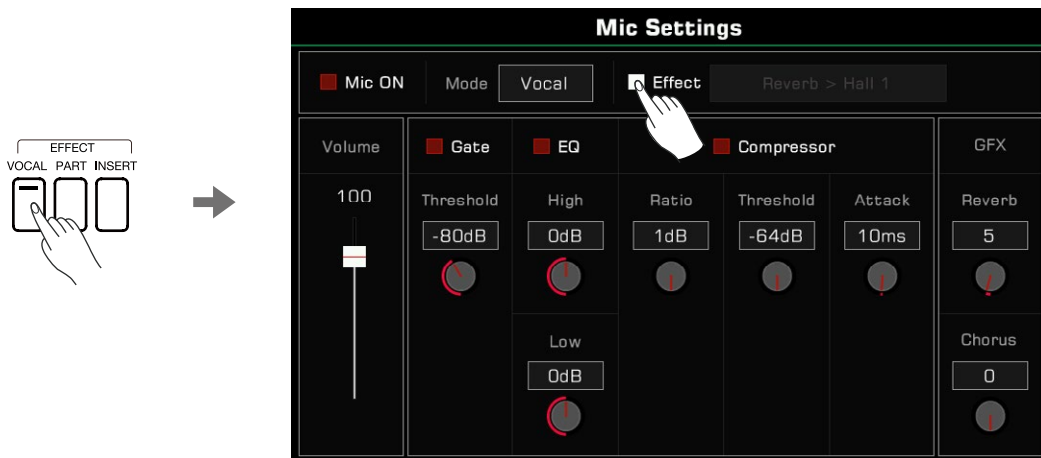 EFFECT
VOCAL PART INSERT
Mic Settings
Mic ON Mode Vocal Effect Reverb > Hall 1
Volume Gate EQ Compressor GFX
100 Threshold High Ratio Threshold Attack Reverb
-80dB 0dB 1dB -64dB 10ms 5
Low Chorus
0dB 0